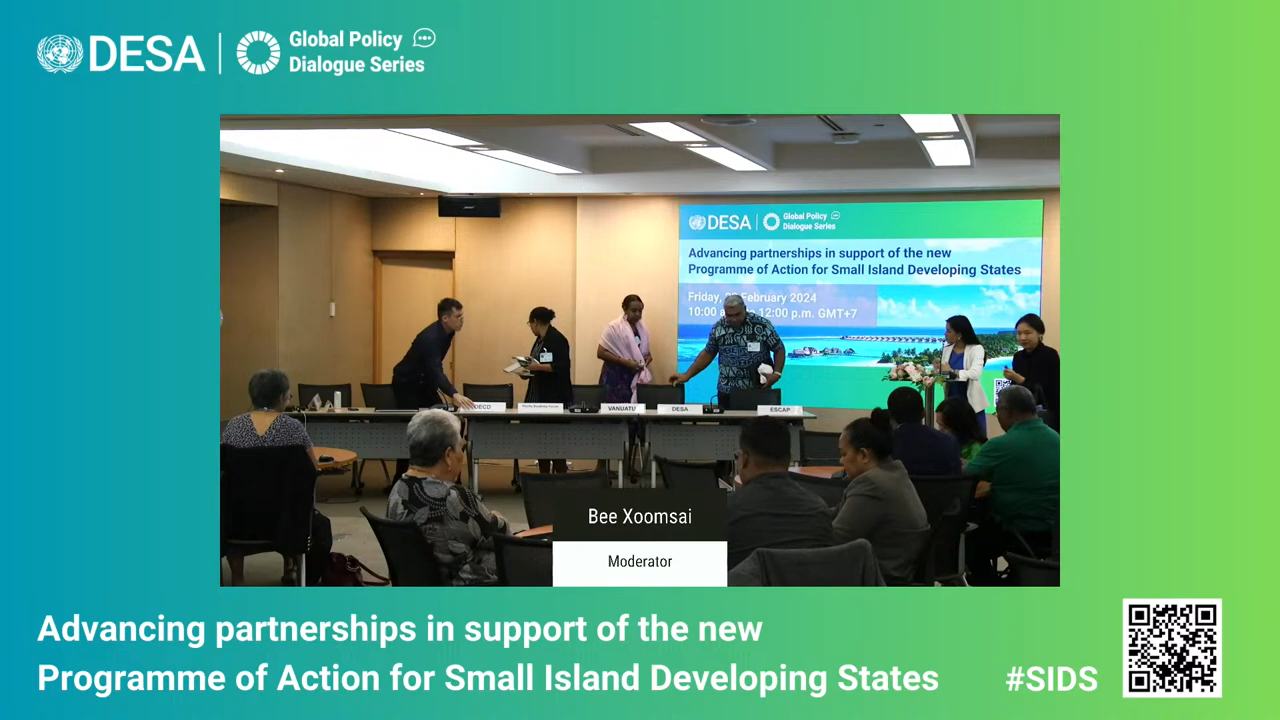 DESA
Global Policy
Dialogue Series
DESA
Global Policy
Dialogue Series
Advancing partnerships in support of the new
Programme of Action for Small Island Developing States
Friday, February 2024
10:00 12:00 p.m. GMT+7
OECD
VANUATU
DESA
ESCAP
Bee Xoomsai
Moderator
Advancing partnerships in support of the new
Programme of Action for Small Island Developing States
#SIDS